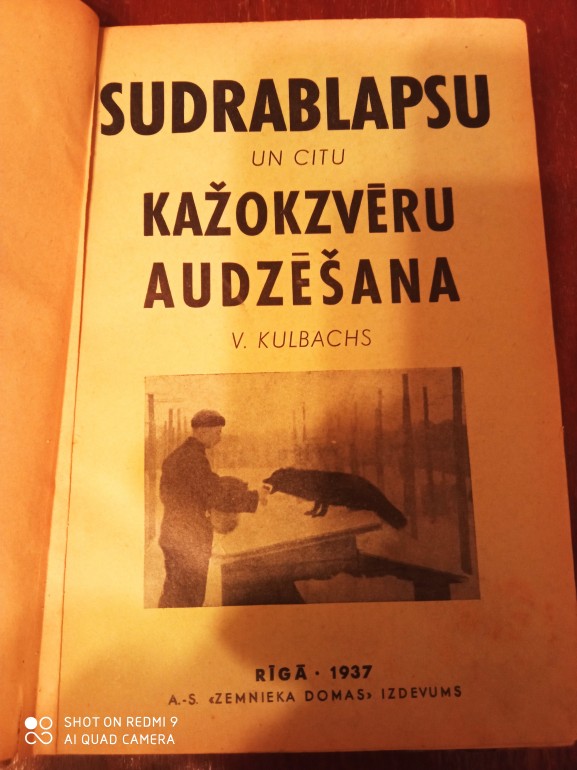 SUDRABLAPSU
UN CITU
KAŽOKZVĒRU
AUDZĒŠANA
V. KULBACHS
RĪGĀ · 1937
A.-S. «ZEMNIEKA DOMAS» IZDEVUMS
SHOT ON REDMI 9
AI QUAD CAMERA